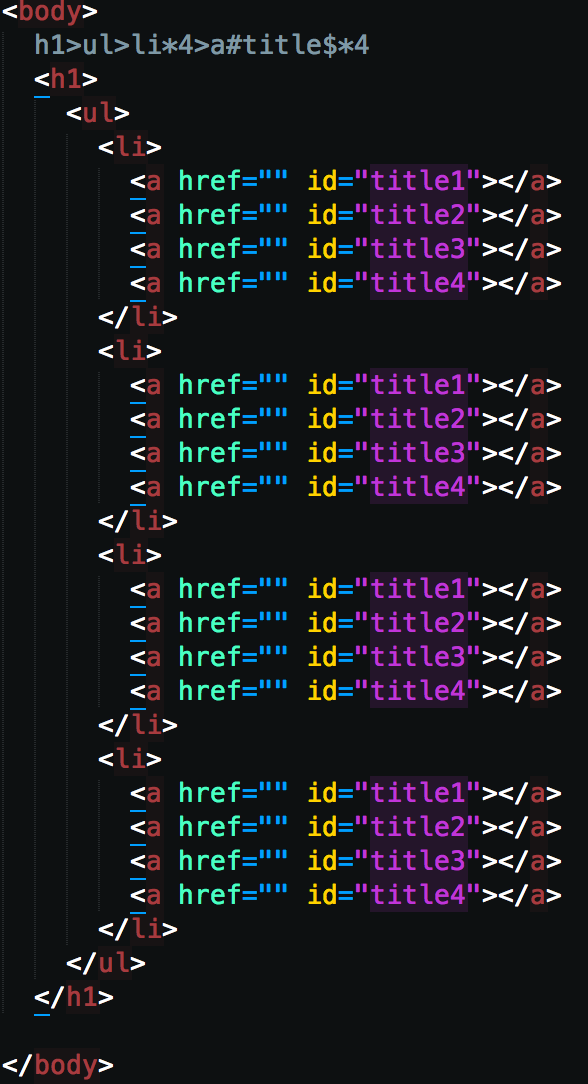 <body>
h1>ul>li*4>a#title$*4
<h1>
<ul>
<li>
<a href="" id="title1"></a>
<a href="" id="title2"></a>
<a href="" id="title3"></a>
<a href="" id="title4"></a>
</li>
<li>
<a href="" id="title1"></a>
<a href="" id="title2"></a>
<a href="" id="title3"></a>
<a href="" id="title4"></a>
</li>
<li>
<a href="" id="title1"></a>
<a href="" id="title2"></a>
<a href="" id="title3"></a>
<a href="" id="title4"></a>
</li>
<li>
<a href="" id="title1"></a>
<a href="" id="title2"></a>
<a href="" id="title3"></a>
<a href="" id="title4"></a>
</li>
</ul>
</h1>
</body>